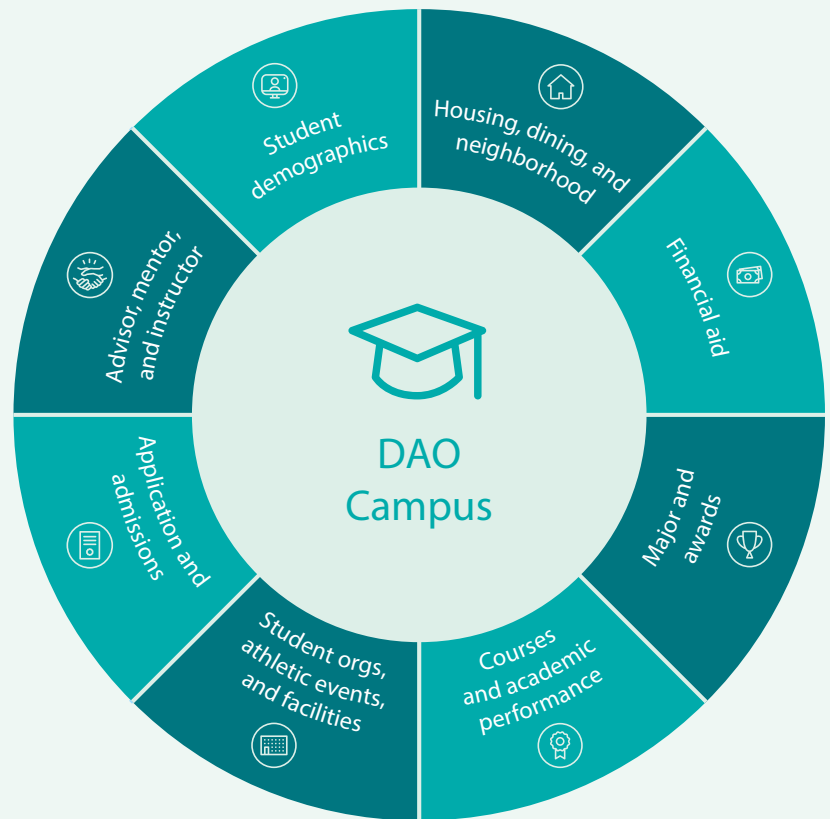 DAO
Campus
Housing, dining, and
neighborhood
Financial aid
Major and
awards
Courses
and academic
performance
Student orgs,
athletic events,
and facilities
Application and
admissions
Advisor, mentor,
and instructor
Student
demographics